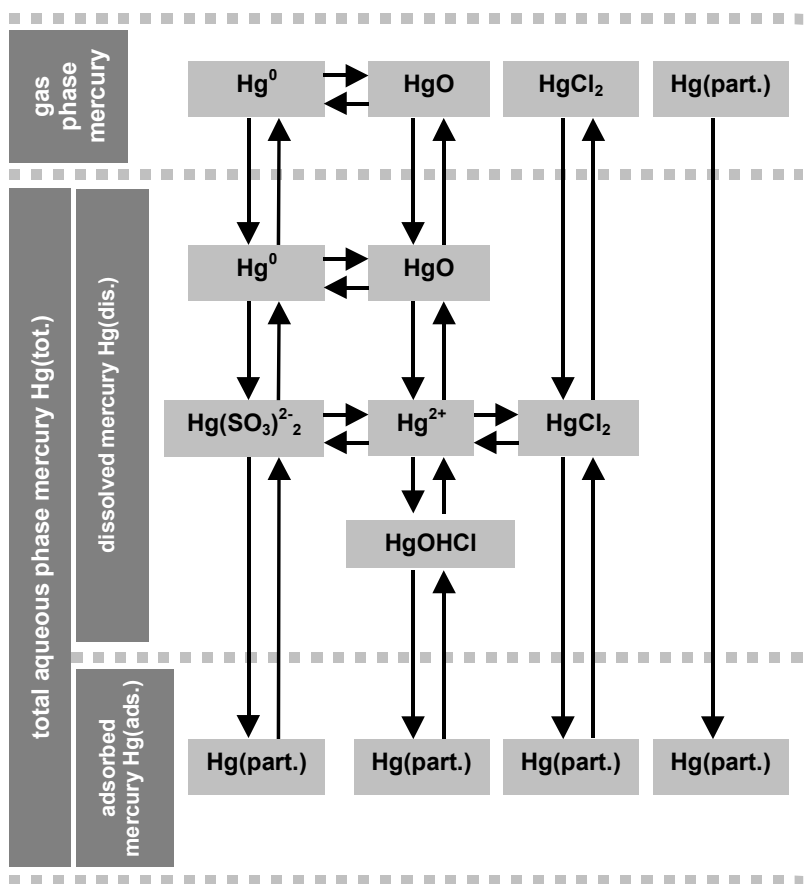 gas
phase
mercury
Hg⁰
HgO
HgCl₂
Hg(part.)
total aqueous phase mercury Hg(tot.)
dissolved mercury Hg(dis.)
Hg⁰
HgO
Hg(SO₃)²⁻₂
Hg²⁺
HgCl₂
HgOHCl
adsorbed
mercury Hg(ads.)
Hg(part.)
Hg(part.)
Hg(part.)
Hg(part.)